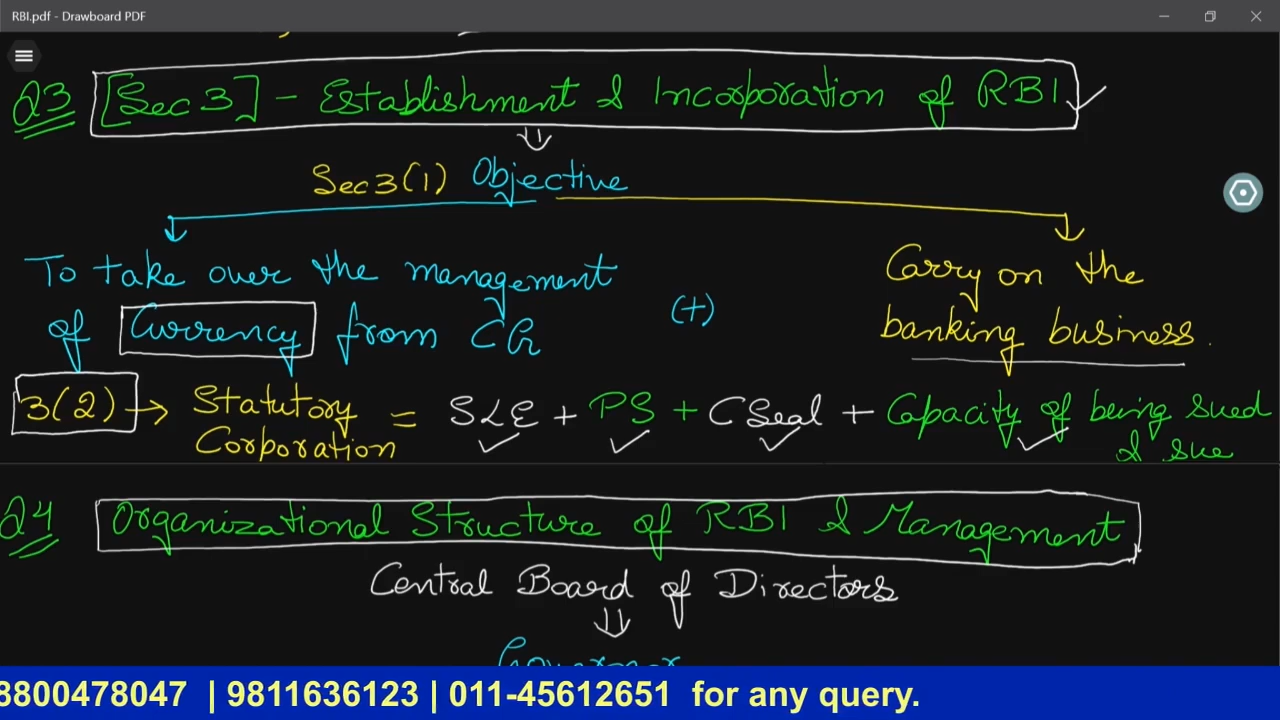 RBI.pdf - Drawboard PDF
Q3 [Sec 3] - Establishment & Incorporation of RBI
Sec 3(1) Objective
To take over the management of Currency from CG
(+)
Carry on the banking business.
3(2) → Statutory Corporation = SLE + PS + CSeal + Capacity of being sued & sue
Q4 Organizational Structure of RBI & Management
Central Board of Directors
Governor
8800478047 | 9811636123 | 011-45612651 for any query.